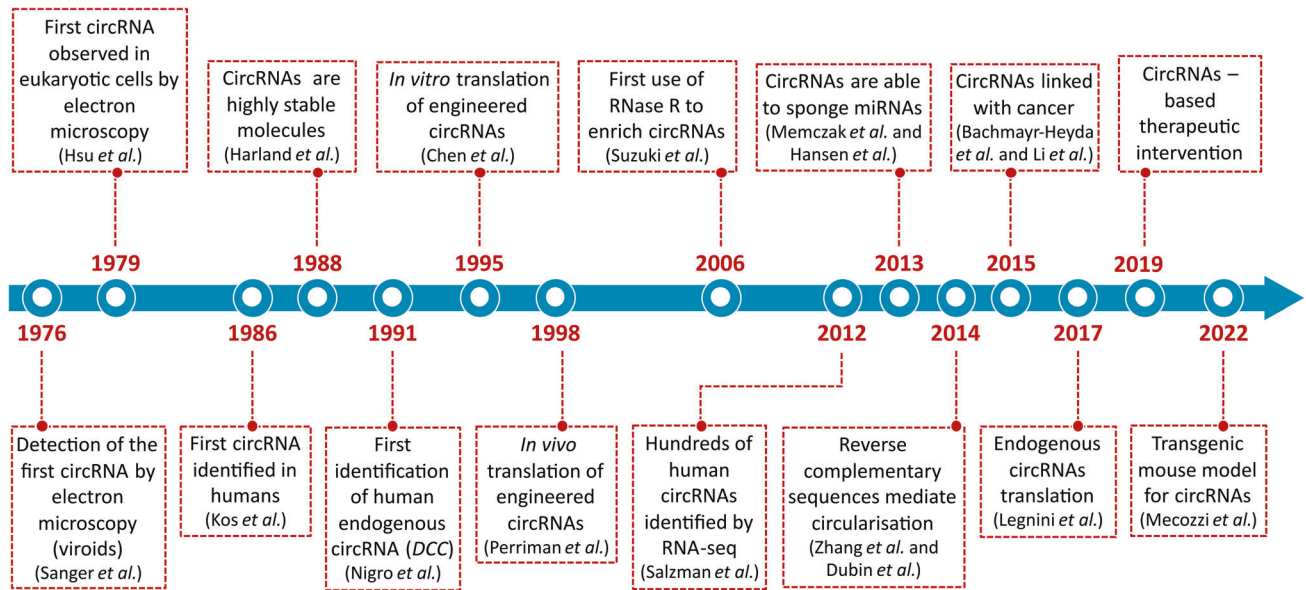 First circRNA
observed in
eukaryotic cells by
electron
microscopy
(Hsu et al.)
CircRNAs are
highly stable
molecules
(Harland et al.)
In vitro translation
of engineered
circRNAs
(Chen et al.)
First use of
RNase R to
enrich circRNAs
(Suzuki et al.)
CircRNAs are able
to sponge miRNAs
(Memczak et al. and
Hansen et al.)
CircRNAs linked
with cancer
(Bachmayr-Heyda
et al. and Li et al.)
CircRNAs –
based
therapeutic
intervention
1979
1988
1995
2006
2013
2015
2019
1976
1986
1991
1998
2012
2014
2017
2022
Detection of the
first circRNA by
electron
microscopy
(viroids)
(Sanger et al.)
First circRNA
identified in
humans
(Kos et al.)
First
identification
of human
endogenous
circRNA (DCC)
(Nigro et al.)
In vivo
translation of
engineered
circRNAs
(Perriman et al.)
Hundreds of
human
circRNAs
identified by
RNA-seq
(Salzman et al.)
Reverse
complementary
sequences mediate
circularisation
(Zhang et al. and
Dubin et al.)
Endogenous
circRNAs
translation
(Legnini et al.)
Transgenic
mouse model
for circRNAs
(Mecozzi et al.)